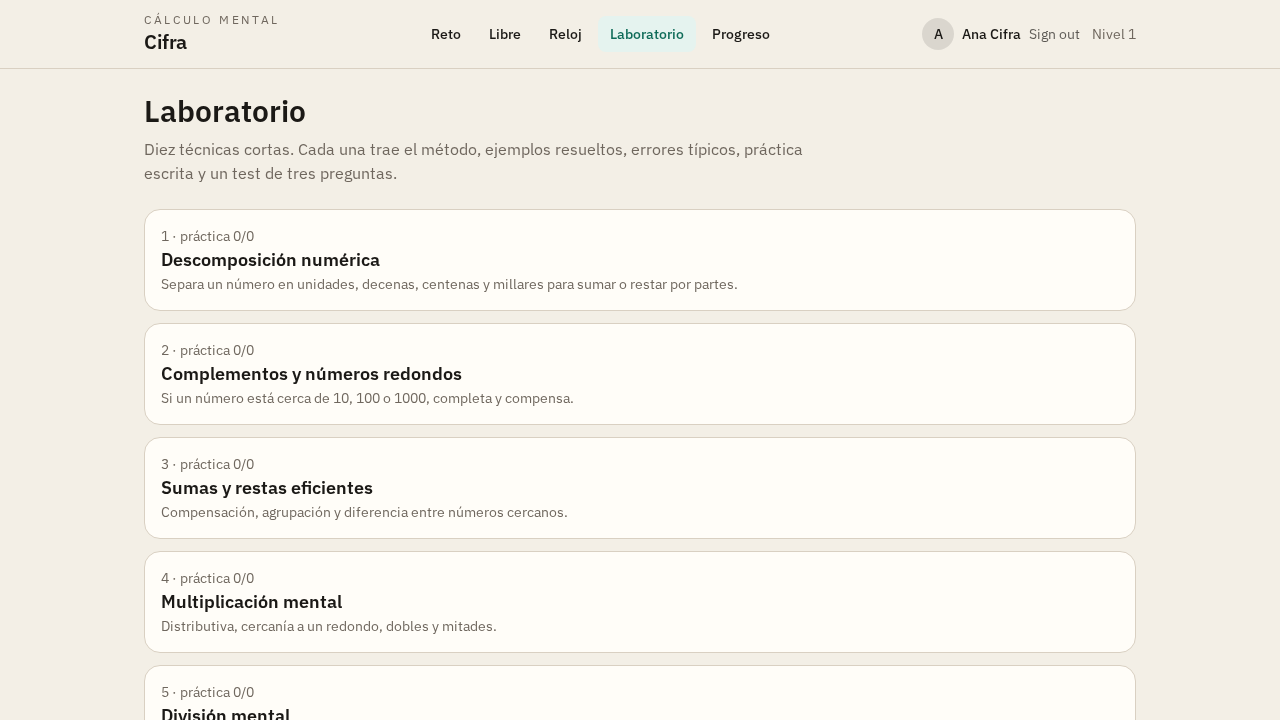 CÁLCULO MENTAL
Cifra
Reto
Libre
Reloj
Laboratorio
Progreso
A
Ana Cifra
Sign out
Nivel 1
Laboratorio
Diez técnicas cortas. Cada una trae el método, ejemplos resueltos, errores típicos, práctica
escrita y un test de tres preguntas.
1 · práctica 0/0
Descomposición numérica
Separa un número en unidades, decenas, centenas y millares para sumar o restar por partes.
2 · práctica 0/0
Complementos y números redondos
Si un número está cerca de 10, 100 o 1000, completa y compensa.
3 · práctica 0/0
Sumas y restas eficientes
Compensación, agrupación y diferencia entre números cercanos.
4 · práctica 0/0
Multiplicación mental
Distributiva, cercanía a un redondo, dobles y mitades.
5 · práctica 0/0
División mental